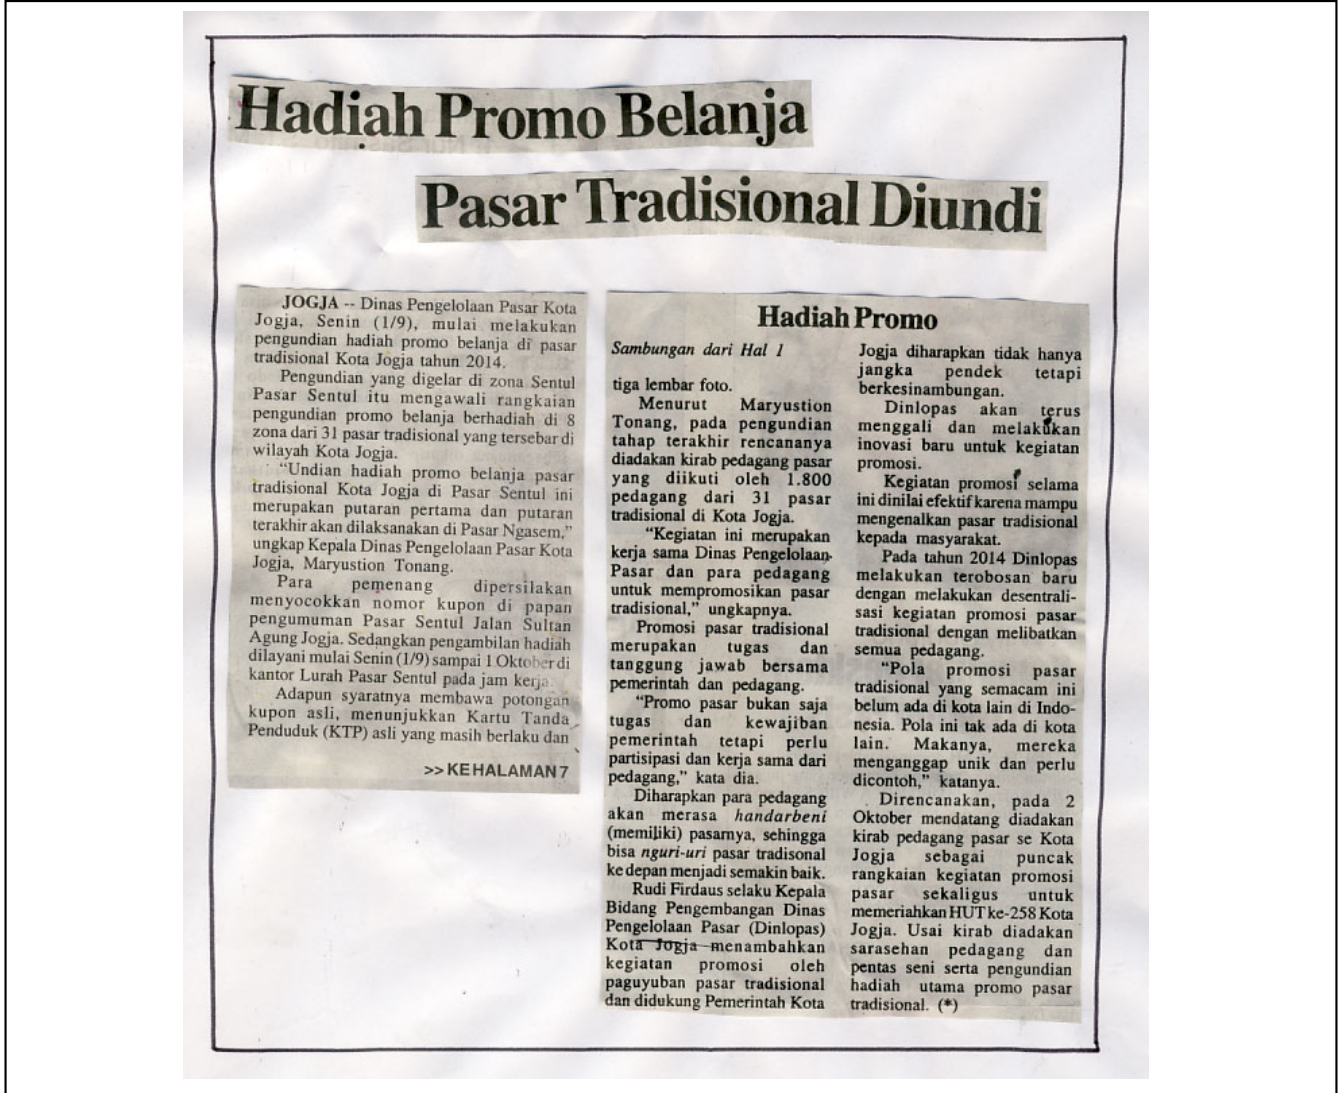 Hadiah Promo Belanja
Pasar Tradisional Diundi
JOGJA -- Dinas Pengelolaan Pasar Kota
Jogja, Senin (1/9), mulai melakukan
pengundian hadiah promo belanja di pasar
tradisional Kota Jogja tahun 2014.
Pengundian yang digelar di zona Sentul
Pasar Sentul itu mengawali rangkaian
pengundian promo belanja berhadiah di 8
zona dari 31 pasar tradisional yang tersebar di
wilayah Kota Jogja.
“Undian hadiah promo belanja pasar
tradisional Kota Jogja di Pasar Sentul ini
merupakan putaran pertama dan putaran
terakhir akan dilaksanakan di Pasar Ngasem,”
ungkap Kepala Dinas Pengelolaan Pasar Kota
Jogja, Maryustion Tonang.
Para pemenang dipersilakan
menyocokkan nomor kupon di papan
pengumuman Pasar Sentul Jalan Sultan
Agung Jogja. Sedangkan pengambilan hadiah
dilayani mulai Senin (1/9) sampai 1 Oktober di
kantor Lurah Pasar Sentul pada jam kerja.
Adapun syaratnya membawa potongan
kupon asli, menunjukkan Kartu Tanda
Penduduk (KTP) asli yang masih berlaku dan
>> KE HALAMAN 7
Hadiah Promo
Sambungan dari Hal 1
tiga lembar foto.
Menurut Maryustion
Tonang, pada pengundian
tahap terakhir rencananya
diadakan kirab pedagang pasar
yang diikuti oleh 1.800
pedagang dari 31 pasar
tradisional di Kota Jogja.
“Kegiatan ini merupakan
kerja sama Dinas Pengelolaan
Pasar dan para pedagang
untuk mempromosikan pasar
tradisional,” ungkapnya.
Promosi pasar tradisional
merupakan tugas dan
tanggung jawab bersama
pemerintah dan pedagang.
“Promo pasar bukan saja
tugas dan kewajiban
pemerintah tetapi perlu
partisipasi dan kerja sama dari
pedagang,” kata dia.
Diharapkan para pedagang
akan merasa handarbeni
(memiliki) pasarnya, sehingga
bisa nguri-uri pasar tradisonal
ke depan menjadi semakin baik.
Rudi Firdaus selaku Kepala
Bidang Pengembangan Dinas
Pengelolaan Pasar (Dinlopas)
Kota Jogja menambahkan
kegiatan promosi oleh
paguyuban pasar tradisional
dan didukung Pemerintah Kota
Jogja diharapkan tidak hanya
jangka pendek tetapi
berkesinambungan.
Dinlopas akan terus
menggali dan melakukan
inovasi baru untuk kegiatan
promosi.
Kegiatan promosi selama
ini dinilai efektif karena mampu
mengenalkan pasar tradisional
kepada masyarakat.
Pada tahun 2014 Dinlopas
melakukan terobosan baru
dengan melakukan desentrali-
sasi kegiatan promosi pasar
tradisional dengan melibatkan
semua pedagang.
“Pola promosi pasar
tradisional yang semacam ini
belum ada di kota lain di Indo-
nesia. Pola ini tak ada di kota
lain. Makanya, mereka
menganggap unik dan perlu
dicontoh,” katanya.
Direncanakan, pada 2
Oktober mendatang diadakan
kirab pedagang pasar se Kota
Jogja sebagai puncak
rangkaian kegiatan promosi
pasar sekaligus untuk
memeriahkan HUT ke-258 Kota
Jogja. Usai kirab diadakan
sarasehan pedagang dan
pentas seni serta pengundian
hadiah utama promo pasar
tradisional. (*)